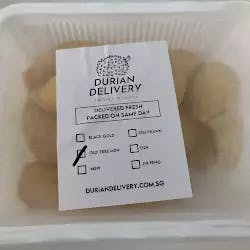 DURIAN
DELIVERY
DELIVERED FRESH
PACKED ON SAME DAY
BLACK GOLD
RED PRAWN
OLD TREE MSW
D24
MSW
DURIANDELIVERY.COM.SG